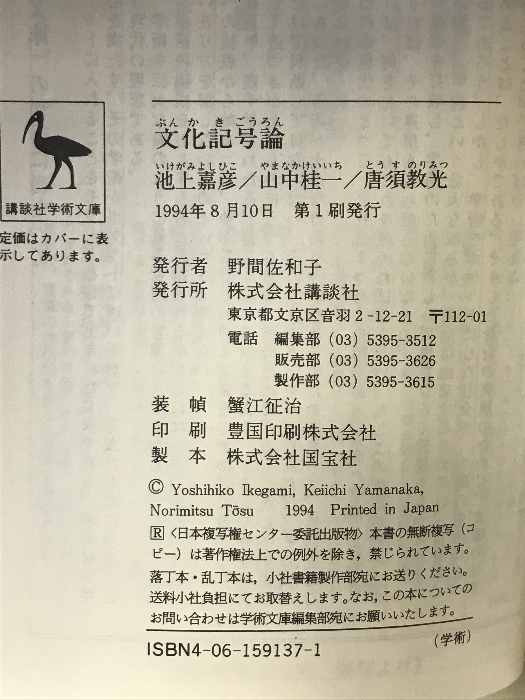 ぶん か き ごうろん
文化記号論
いけがみよしひこ やまなかけいいち とう す のりみつ
池上嘉彦／山中桂一／唐須教光
1994年8月10日 第1刷発行
講談社学術文庫
定価はカバーに表
示してあります。
発行者 野間佐和子
発行所 株式会社講談社
東京都文京区音羽2-12-21 〒112-01
電話 編集部 (03) 5395-3512
販売部 (03) 5395-3626
製作部 (03) 5395-3615
装 幀 蟹江征治
印 刷 豊国印刷株式会社
製 本 株式会社国宝社
© Yoshihiko Ikegami, Keiichi Yamanaka,
Norimitsu Tōsu 1994 Printed in Japan
R〈日本複写権センター委託出版物〉本書の無断複写（コ
ピー）は著作権法上での例外を除き，禁じられています。
落丁本・乱丁本は，小社書籍製作部宛にお送りください。
送料小社負担にてお取替えします。なお，この本についての
お問い合わせは学術文庫編集部宛にお願いいたします。
ISBN4-06-159137-1
（学術）